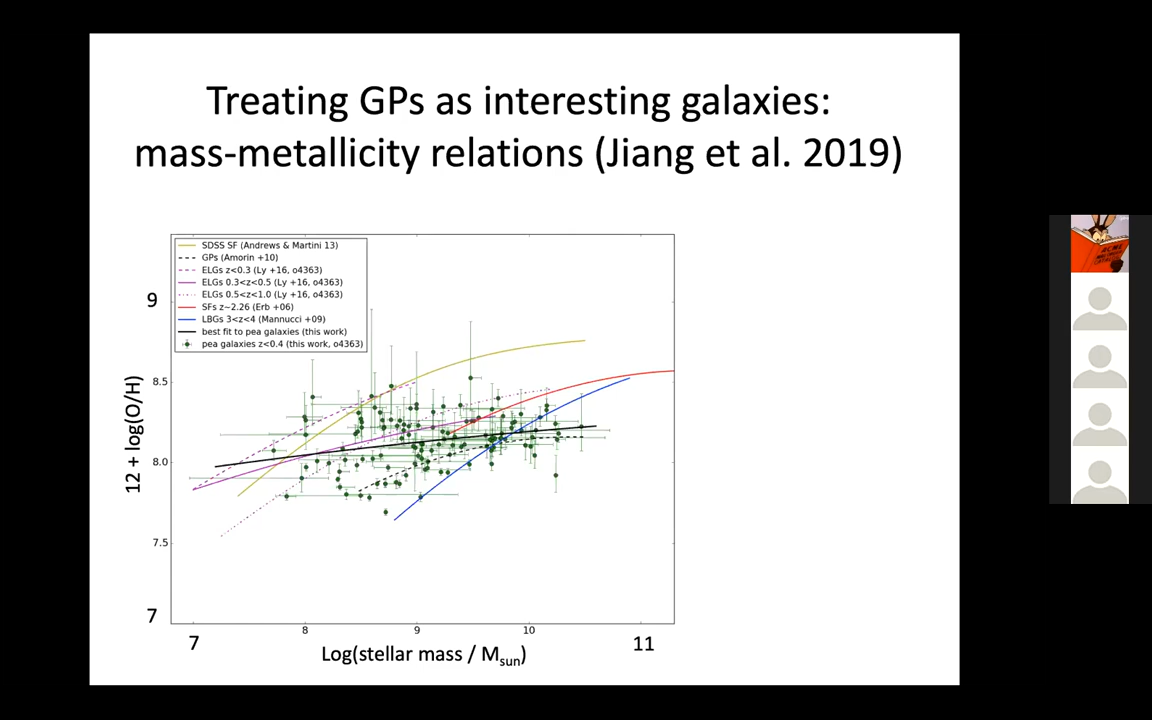 Treating GPs as interesting galaxies:
mass-metallicity relations (Jiang et al. 2019)
SDSS SF (Andrews & Martini 13)
GPs (Amorin +10)
ELGs z<0.3 (Ly +16, o4363)
ELGs 0.3<z<0.5 (Ly +16, o4363)
ELGs 0.5<z<1.0 (Ly +16, o4363)
SFs z~2.26 (Erb +06)
LBGs 3<z<4 (Mannucci +09)
best fit to pea galaxies (this work)
pea galaxies z<0.4 (this work, o4363)
9
8.5
8.0
7.5
7
12 + log(O/H)
7
8
9
10
11
Log(stellar mass / Msun)
ACME